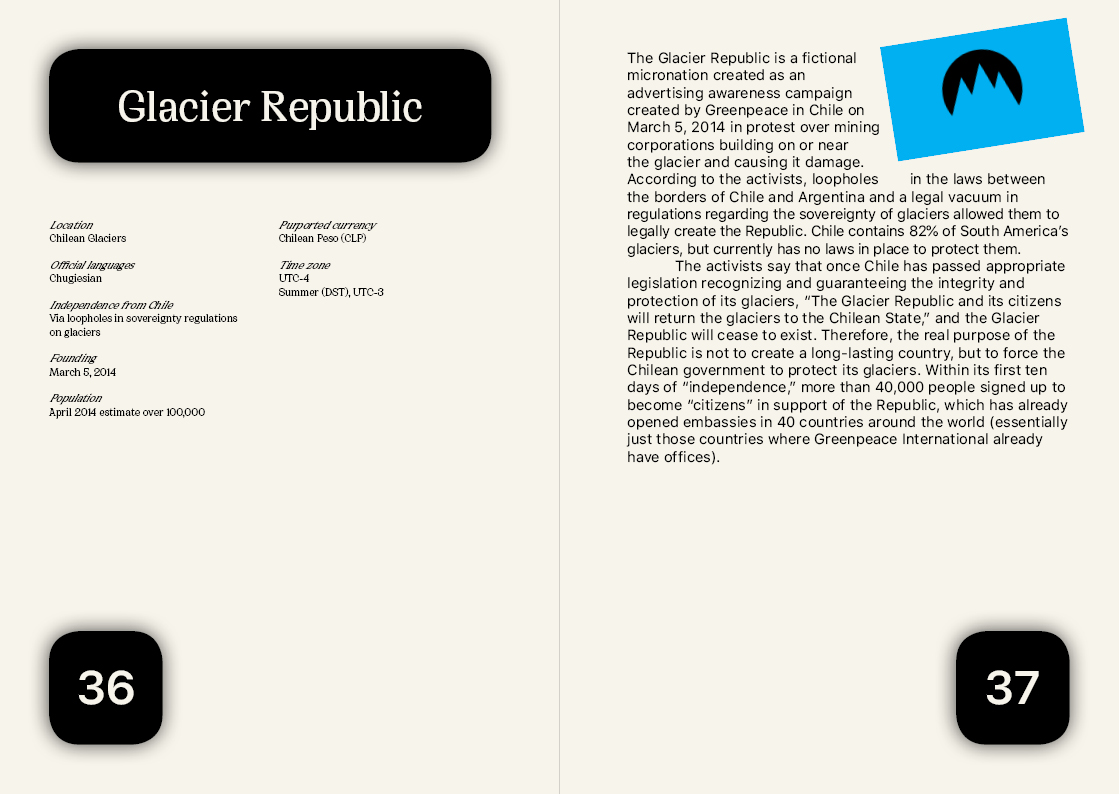 Glacier Republic
Location
Chilean Glaciers
Official languages
Chugiesian
Independence from Chile
Via loopholes in sovereignty regulations
on glaciers
Founding
March 5, 2014
Population
April 2014 estimate over 100,000
Purported currency
Chilean Peso (CLP)
Time zone
UTC-4
Summer (DST), UTC-3
36
The Glacier Republic is a fictional
micronation created as an
advertising awareness campaign
created by Greenpeace in Chile on
March 5, 2014 in protest over mining
corporations building on or near
the glacier and causing it damage.
According to the activists, loopholes in the laws between
the borders of Chile and Argentina and a legal vacuum in
regulations regarding the sovereignty of glaciers allowed them to
legally create the Republic. Chile contains 82% of South America’s
glaciers, but currently has no laws in place to protect them.
The activists say that once Chile has passed appropriate
legislation recognizing and guaranteeing the integrity and
protection of its glaciers, “The Glacier Republic and its citizens
will return the glaciers to the Chilean State,” and the Glacier
Republic will cease to exist. Therefore, the real purpose of the
Republic is not to create a long-lasting country, but to force the
Chilean government to protect its glaciers. Within its first ten
days of “independence,” more than 40,000 people signed up to
become “citizens” in support of the Republic, which has already
opened embassies in 40 countries around the world (essentially
just those countries where Greenpeace International already
have offices).
37